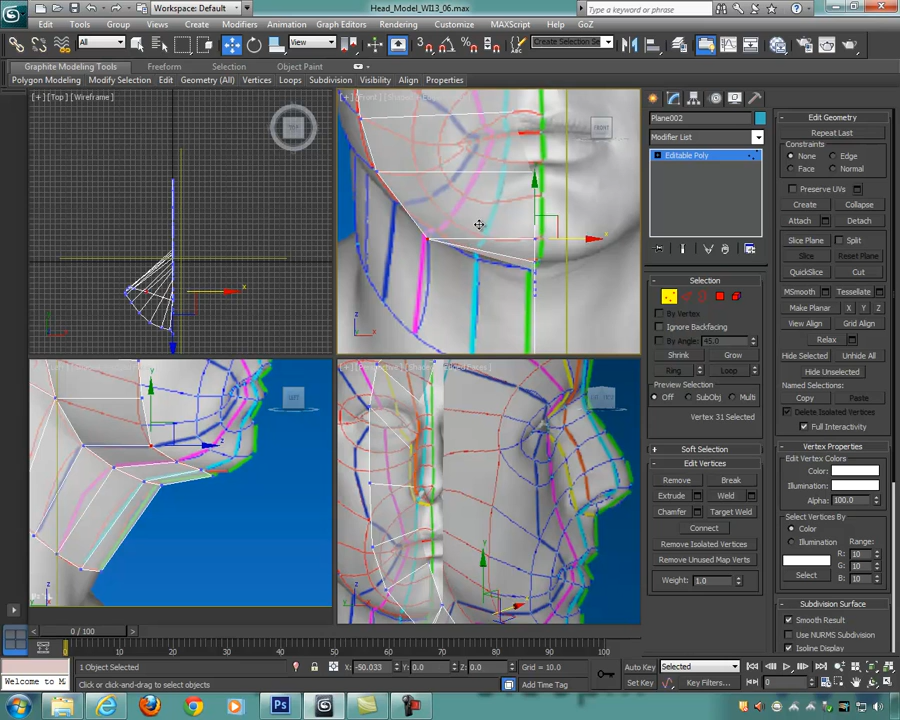 Workspace: Default
Head_Model_WIP3_06.max
Type a keyword or phrase
Edit Tools Group Views Create Modifiers Animation Graph Editors Rendering Customize MAXScript Help GoZ
All View Create Selection Se
Graphite Modeling Tools Freeform Selection Object Paint
Polygon Modeling Modify Selection Edit Geometry (All) Vertices Loops Subdivision Visibility Align Properties
[+] [Top] [Wireframe]
TOP
FRONT
LEFT
x
z
y
Plane002
Modifier List
Editable Poly
Selection
By Vertex
Ignore Backfacing
By Angle: 45.0
Shrink Grow
Ring Loop
Preview Selection
Off SubObj Multi
Vertex 31 Selected
Soft Selection
Edit Vertices
Remove Break
Extrude Weld
Chamfer Target Weld
Connect
Remove Isolated Vertices
Remove Unused Map Verts
Weight: 1.0
Edit Geometry
Repeat Last
Constraints
None Edge
Face Normal
Preserve UVs
Create Collapse
Attach Detach
Slice Plane Split
Slice Reset Plane
QuickSlice Cut
MSmooth Tessellate
Make Planar X Y Z
View Align Grid Align
Relax
Hide Selected Unhide All
Hide Unselected
Named Selections:
Copy Paste
Delete Isolated Vertices
Full Interactivity
Vertex Properties
Edit Vertex Colors
Color:
Illumination:
Alpha: 100.0
Select Vertices By
Color Range:
Illumination R: 10
G: 10
Select B: 10
Subdivision Surface
Smooth Result
Use NURMS Subdivision
Isoline Display
0 / 100
0 10 20 30 40 50 60 70 80 90 100
1 Object Selected X: -50.033 Y: 0.0 Z: 0.0 Grid = 10.0 Auto Key Selected
Welcome to M Click or click-and-drag to select objects Add Time Tag Set Key Key Filters... 0
Ps